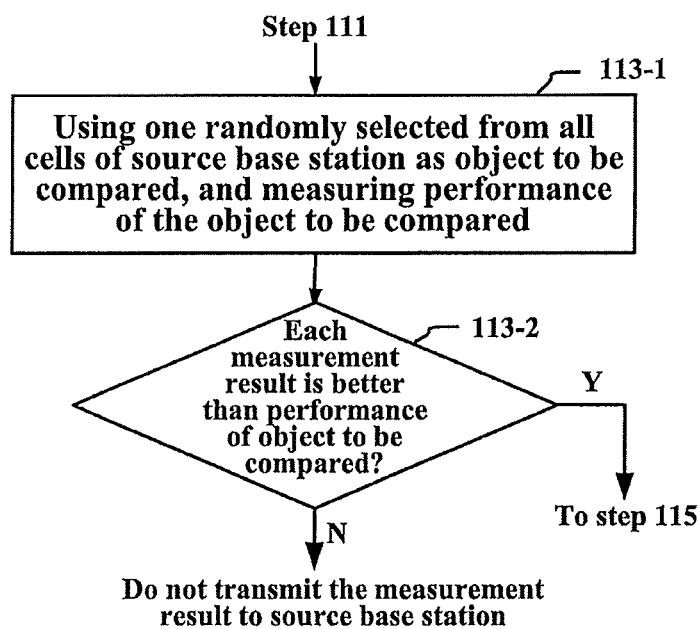 Step 111
113-1
Using one randomly selected from all
cells of source base station as object to be
compared, and measuring performance
of the object to be compared
Each
113-2
measurement
result is better
than performance
of object to be
compared?
Y
To step 115
N
Do not transmit the measurement
result to source base station